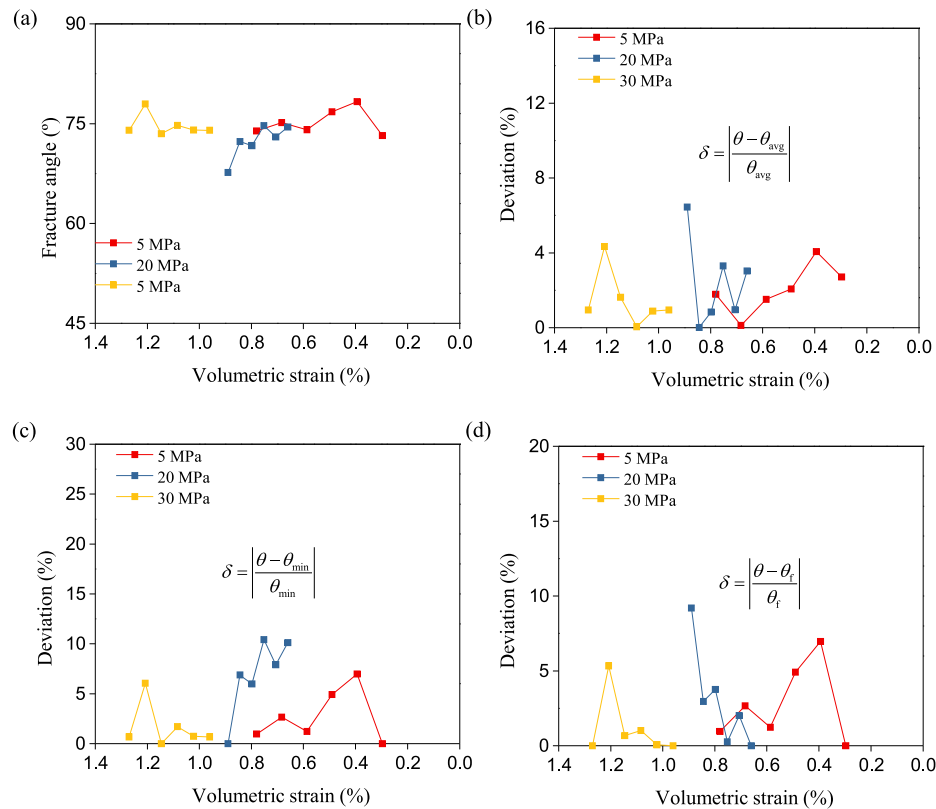 (a)
90
75
60
45
Fracture angle (°)
5 MPa
20 MPa
5 MPa
1.4 1.2 1.0 0.8 0.6 0.4 0.2 0.0
Volumetric strain (%)
(b)
16
12
8
4
0
Deviation (%)
5 MPa
20 MPa
30 MPa
δ = |(θ − θavg) / θavg|
1.4 1.2 1.0 0.8 0.6 0.4 0.2 0.0
Volumetric strain (%)
(c)
30
25
20
15
10
5
0
Deviation (%)
5 MPa
20 MPa
30 MPa
δ = |(θ − θmin) / θmin|
1.4 1.2 1.0 0.8 0.6 0.4 0.2 0.0
Volumetric strain (%)
(d)
20
15
10
5
0
Deviation (%)
5 MPa
20 MPa
30 MPa
δ = |(θ − θf) / θf|
1.4 1.2 1.0 0.8 0.6 0.4 0.2 0.0
Volumetric strain (%)